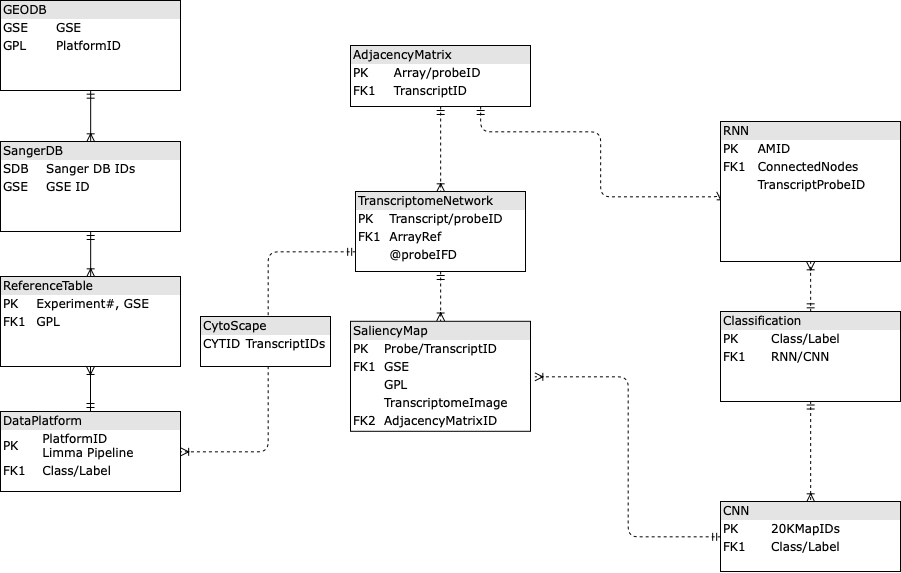 GEODB
GSE GSE
GPL PlatformID
SangerDB
SDB Sanger DB IDs
GSE GSE ID
ReferenceTable
PK Experiment#, GSE
FK1 GPL
DataPlatform
PK PlatformID
Limma Pipeline
FK1 Class/Label
CytoScape
CYTID TranscriptIDs
AdjacencyMatrix
PK Array/probeID
FK1 TranscriptID
TranscriptomeNetwork
PK Transcript/probeID
FK1 ArrayRef
@probeIFD
SaliencyMap
PK Probe/TranscriptID
FK1 GSE
GPL
TranscriptomeImage
FK2 AdjacencyMatrixID
RNN
PK AMID
FK1 ConnectedNodes
TranscriptProbeID
Classification
PK Class/Label
FK1 RNN/CNN
CNN
PK 20KMapIDs
FK1 Class/Label